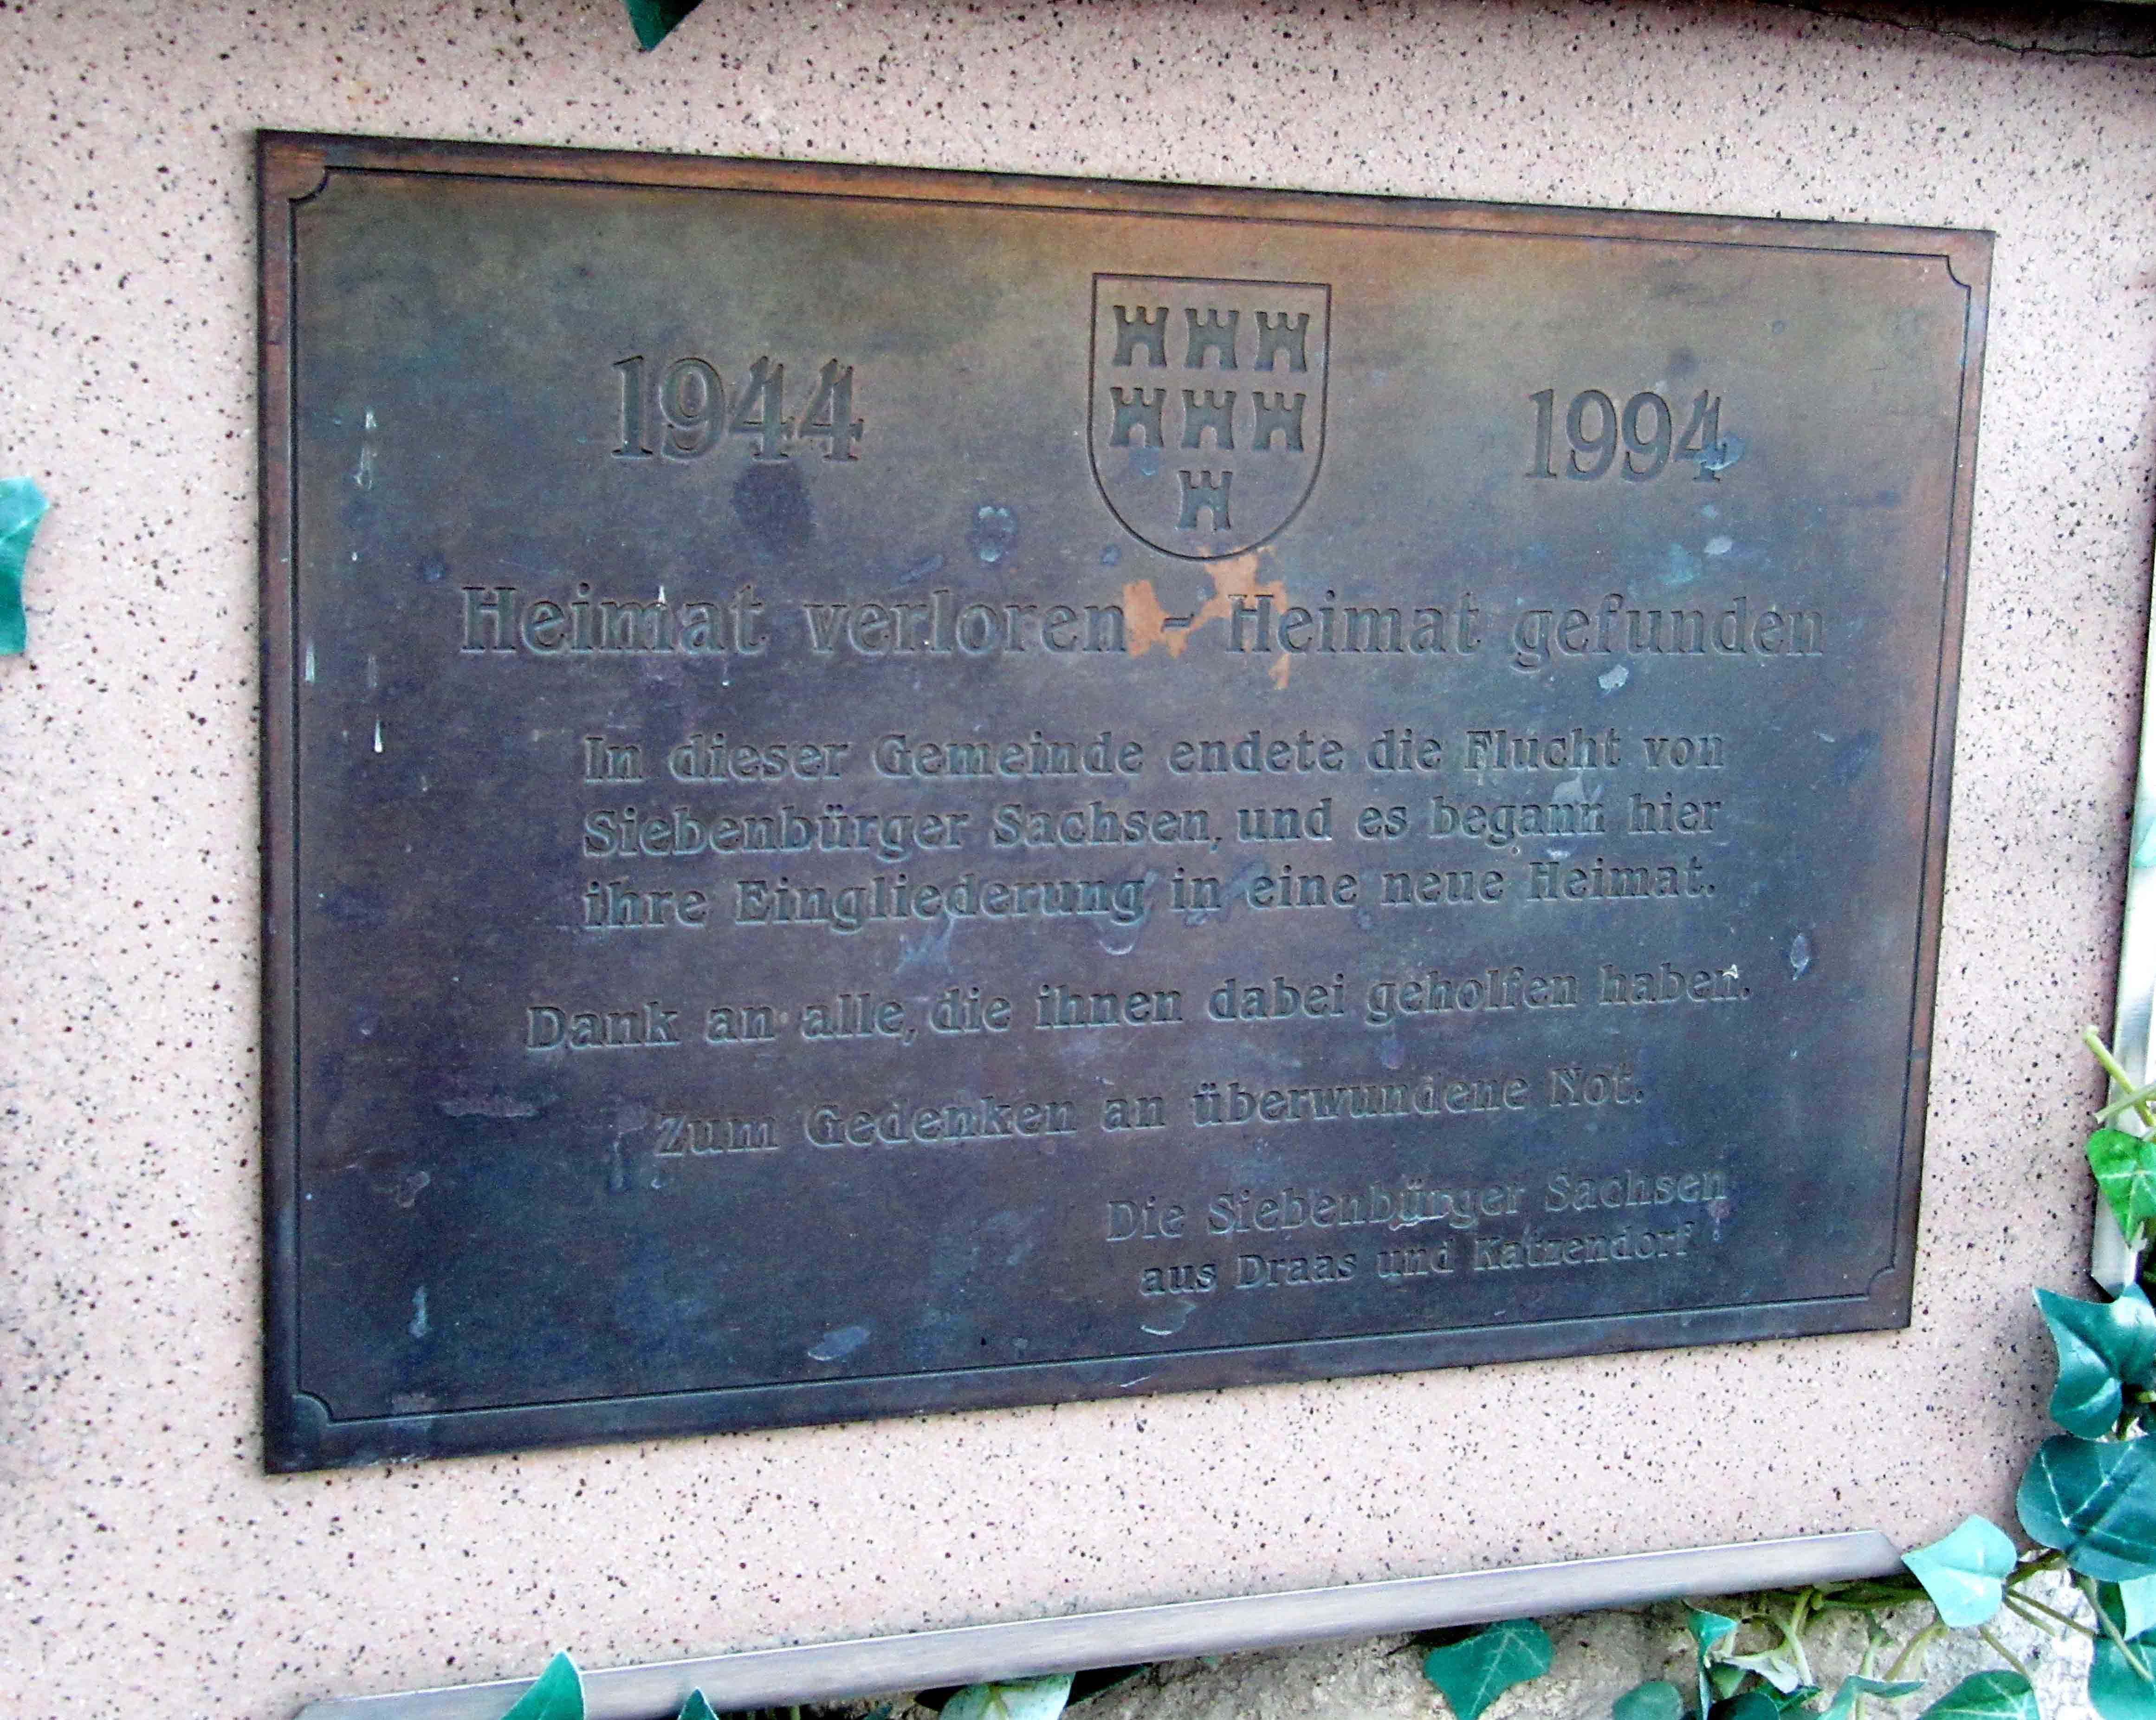 1944 1994
Heimat verloren - Heimat gefunden
In dieser Gemeinde endete die Flucht von
Siebenbürger Sachsen, und es begann hier
ihre Eingliederung in eine neue Heimat.
Dank an alle, die ihnen dabei geholfen haben.
Zum Gedenken an überwundene Not.
Die Siebenbürger Sachsen
aus Draas und Katzendorf